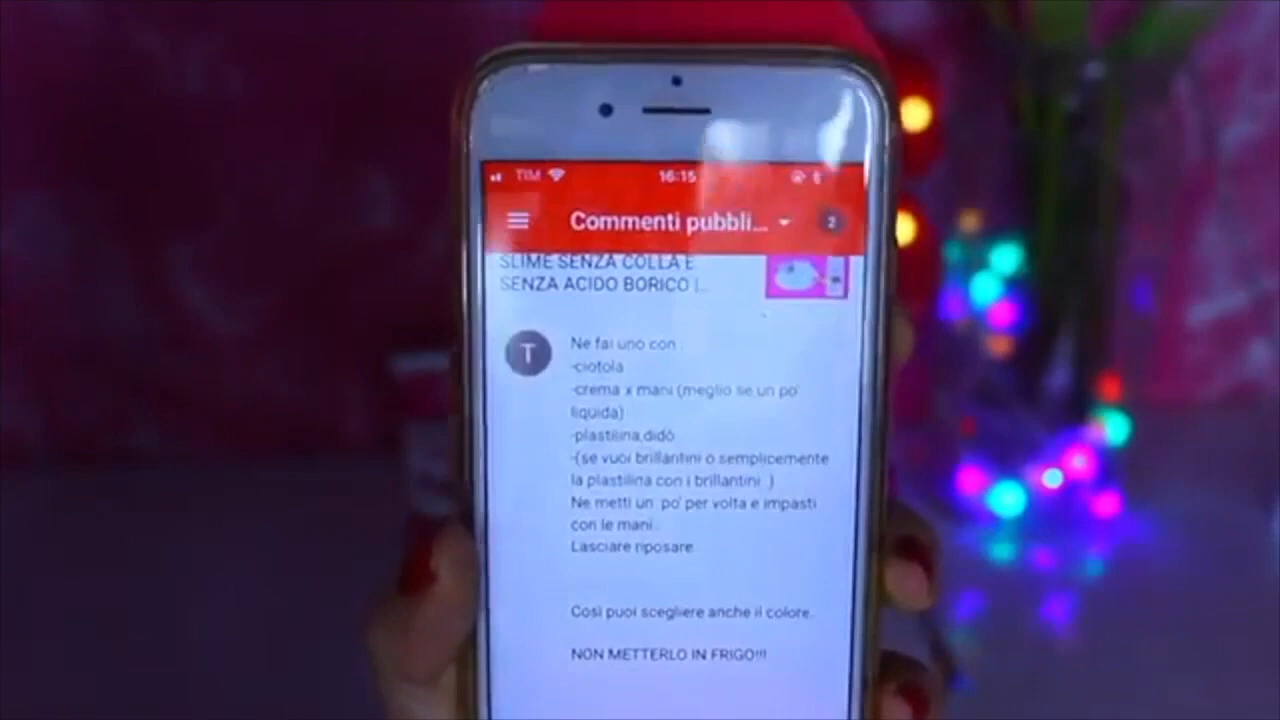 TIM 16:15
Commenti pubbli... 2
SLIME SENZA COLLA E
SENZA ACIDO BORICO |...
T
Ne fai uno con :
-ciotola
-crema x mani (meglio se un po'
liquida)
-plastilina,didò
-(se vuoi brillantini o semplicemente
la plastilina con i brillantini..)
Ne metti un po' per volta e impasti
con le mani..
Lasciare riposare.
Così puoi scegliere anche il colore.
NON METTERLO IN FRIGO!!!